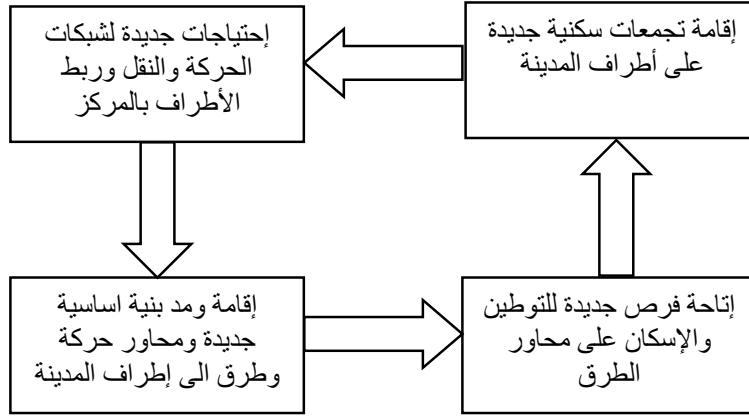 إقامة تجمعات سكنية جديدة
على أطراف المدينة
إحتياجات جديدة لشبكات
الحركة والنقل وربط
الأطراف بالمركز
إقامة ومد بنية اساسية
جديدة ومحاور حركة
وطرق الى إطراف المدينة
إتاحة فرص جديدة للتوطين
والإسكان على محاور
الطرق